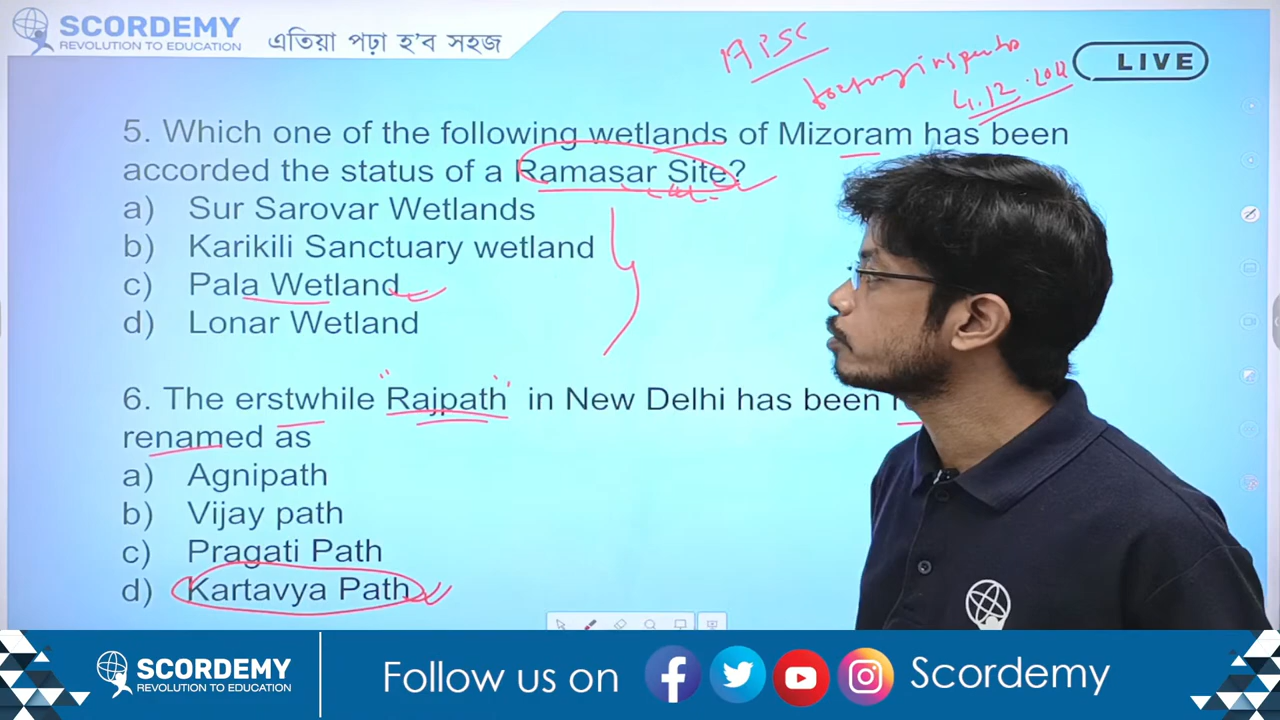 SCORDEMY
REVOLUTION TO EDUCATION
এতিয়া পঢ়া হ'ব সহজ
LIVE
5. Which one of the following wetlands of Mizoram has been
accorded the status of a Ramasar Site?
a) Sur Sarovar Wetlands
b) Karikili Sanctuary wetland
c) Pala Wetland
d) Lonar Wetland
6. The erstwhile "Rajpath" in New Delhi has been
renamed as
a) Agnipath
b) Vijay path
c) Pragati Path
d) Kartavya Path
SCORDEMY
REVOLUTION TO EDUCATION
Follow us on
Scordemy